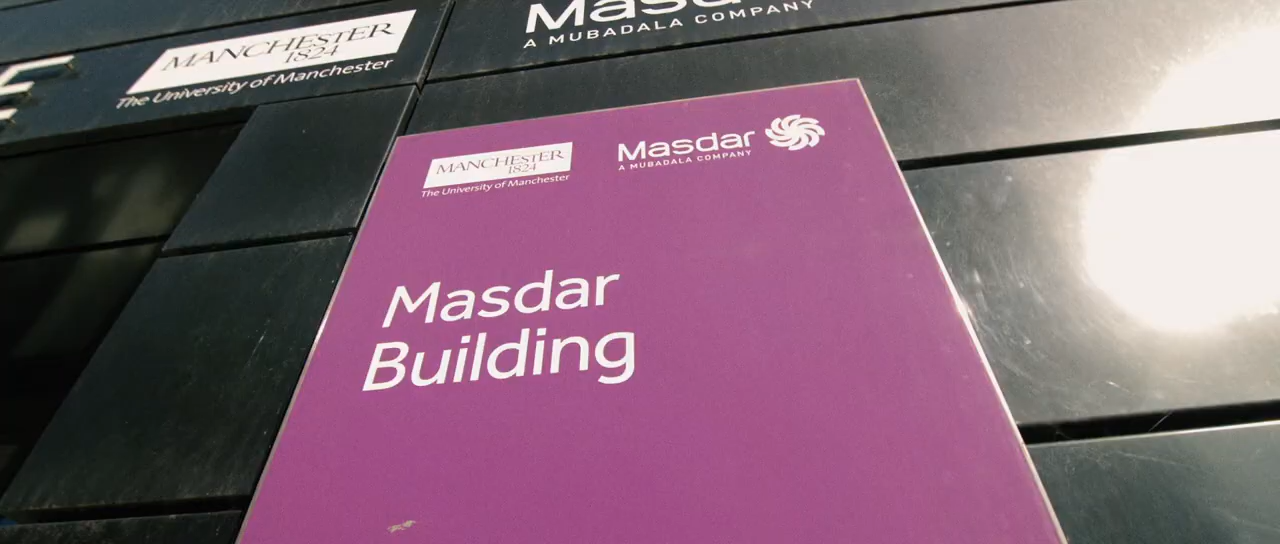 MANCHESTER
1824
The University of Manchester
Masdar
A MUBADALA COMPANY
MANCHESTER
1824
The University of Manchester
Masdar
A MUBADALA COMPANY
Masdar
Building